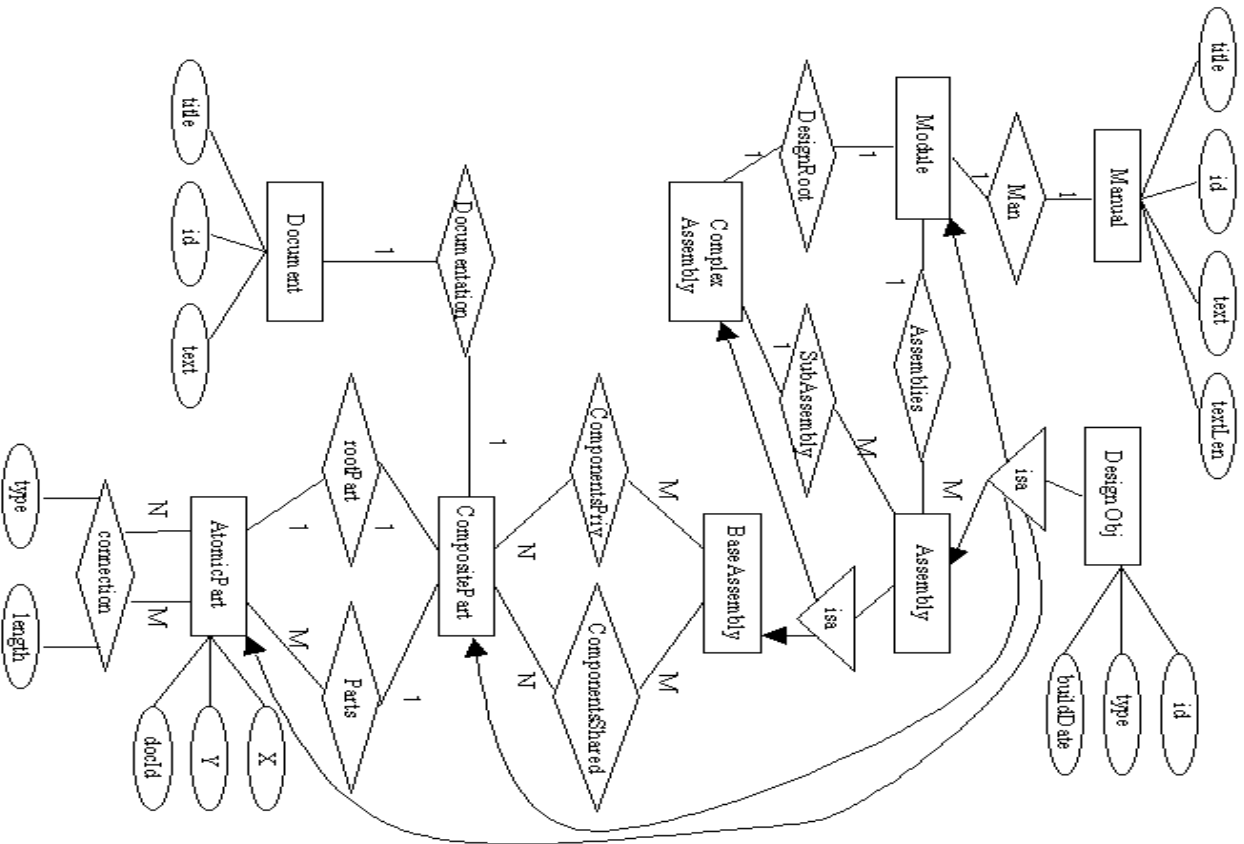 title
id
text
textLen
id
Manual
DesignObj
type
1
buildDate
Man
isa
1
M
Module
Assemblies
Assembly
1
1
M
isa
DesignRoot
SubAssembly
1
1
Complex
Assembly
BaseAssembly
M
M
ComponentsPriv
ComponentsShared
N
N
1
Documentation
CompositePart
1
1
1
rootPart
Parts
1
M
Document
X
AtomicPart
Y
title
id
text
docId
N
M
connection
type
length